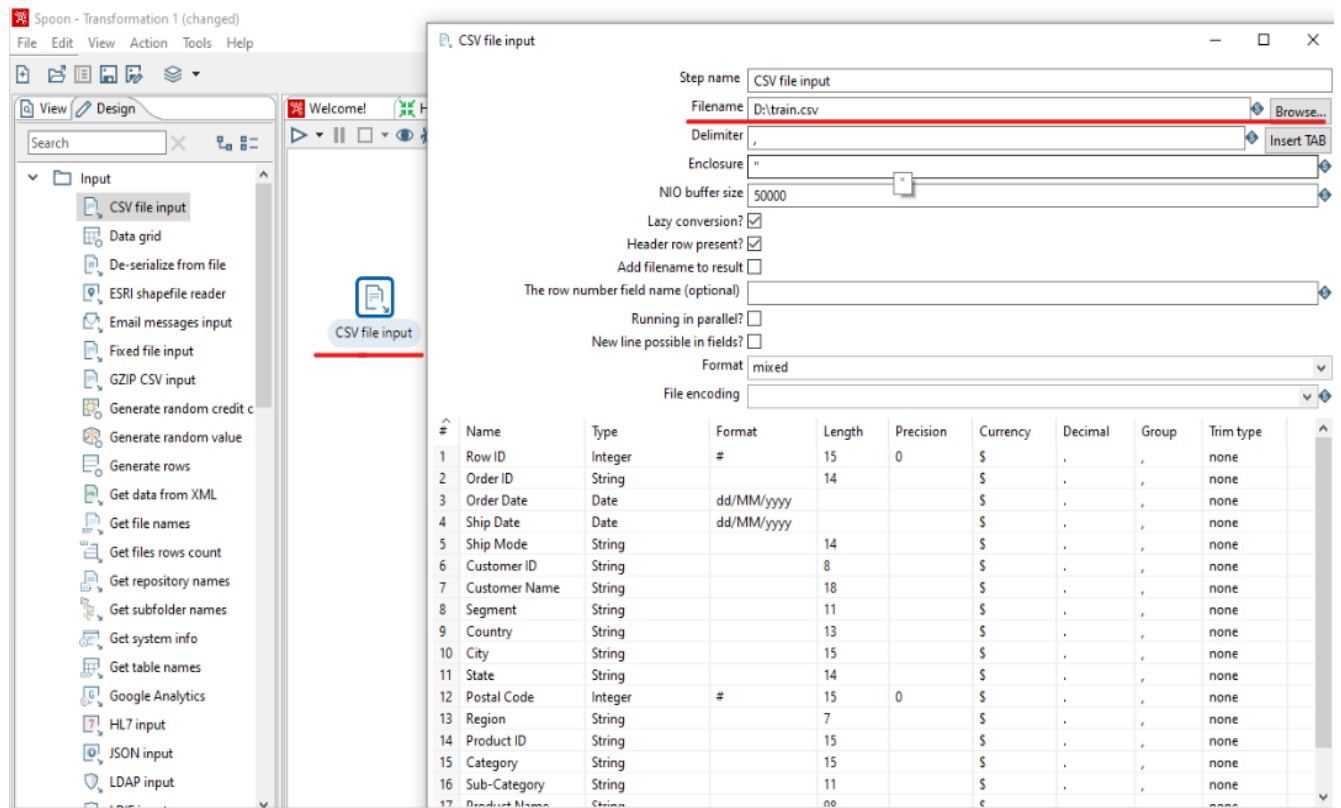 Spoon - Transformation 1 (changed)
File Edit View Action Tools Help
View Design
Search
Input
CSV file input
Data grid
De-serialize from file
ESRI shapefile reader
Email messages input
Fixed file input
GZIP CSV input
Generate random credit c
Generate random value
Generate rows
Get data from XML
Get file names
Get files rows count
Get repository names
Get subfolder names
Get system info
Get table names
Google Analytics
HL7 input
JSON input
LDAP input
Welcome! H
CSV file input
CSV file input
Step name CSV file input
Filename D:\train.csv Browse...
Delimiter , Insert TAB
Enclosure "
"
NIO buffer size 50000
Lazy conversion?
Header row present?
Add filename to result
The row number field name (optional)
Running in parallel?
New line possible in fields?
Format mixed
File encoding
# Name Type Format Length Precision Currency Decimal Group Trim type
1 Row ID Integer # 15 0 $ . , none
2 Order ID String 14 $ . , none
3 Order Date Date dd/MM/yyyy $ . , none
4 Ship Date Date dd/MM/yyyy $ . , none
5 Ship Mode String 14 $ . , none
6 Customer ID String 8 $ . , none
7 Customer Name String 18 $ . , none
8 Segment String 11 $ . , none
9 Country String 13 $ . , none
10 City String 15 $ . , none
11 State String 14 $ . , none
12 Postal Code Integer # 15 0 $ . , none
13 Region String 7 $ . , none
14 Product ID String 15 $ . , none
15 Category String 15 $ . , none
16 Sub-Category String 11 $ . , none
17 Product Name String